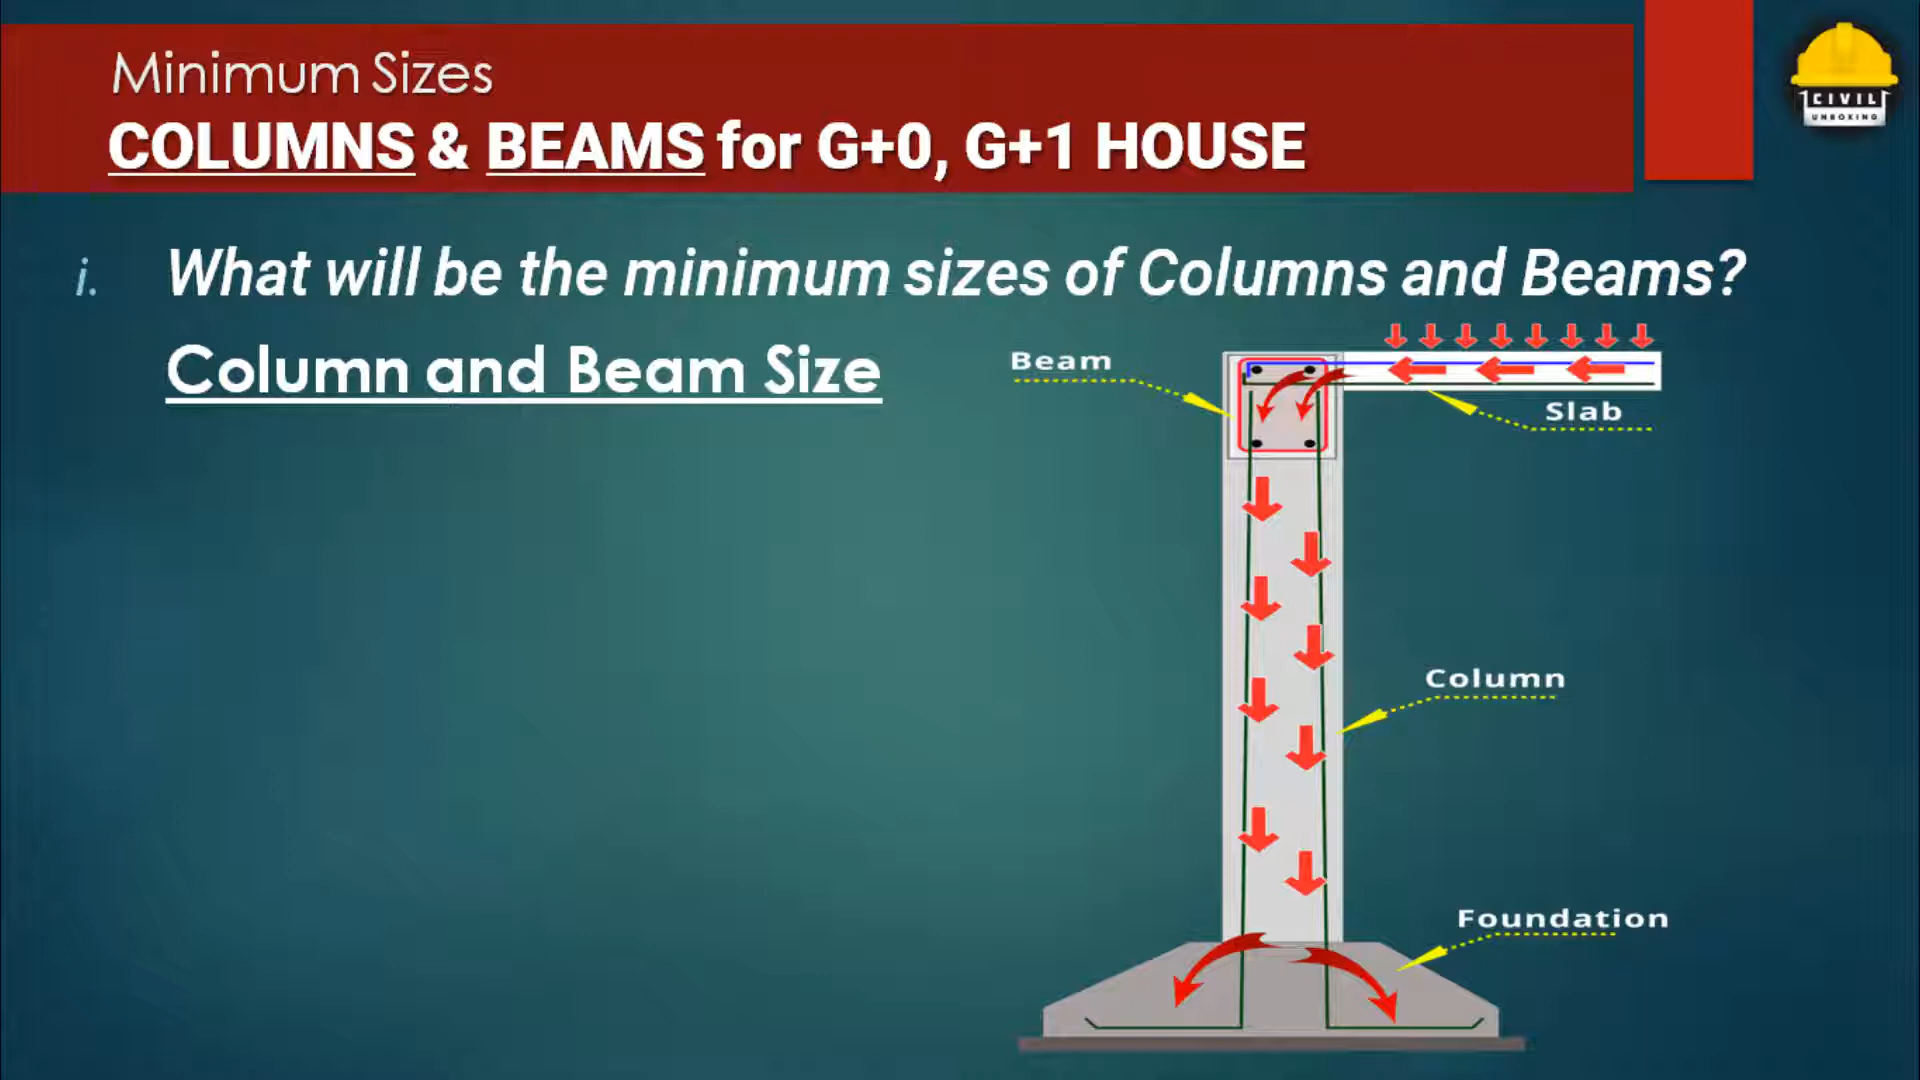 Minimum Sizes
COLUMNS & BEAMS for G+0, G+1 HOUSE
CIVIL
UNBOXING
i. What will be the minimum sizes of Columns and Beams?
Column and Beam Size
Beam
Slab
Column
Foundation